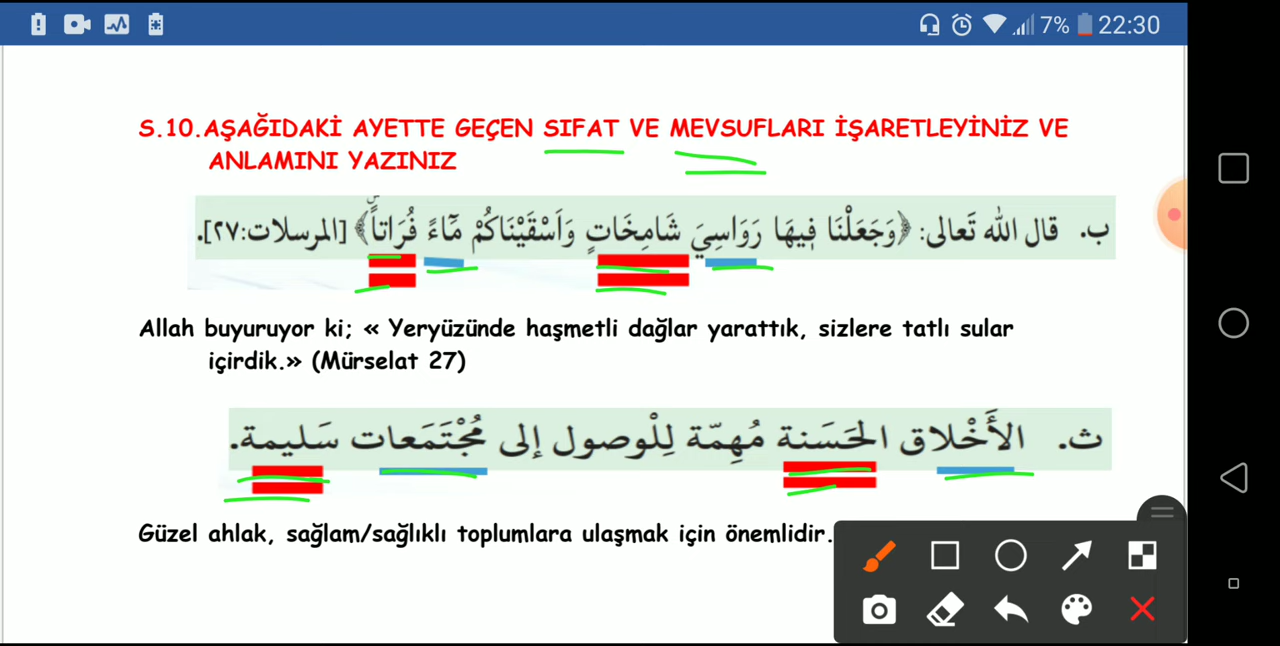 7% 22:30
S.10.AŞAĞIDAKİ AYETTE GEÇEN SIFAT VE MEVSUFLARI İŞARETLEYİNİZ VE
ANLAMINI YAZINIZ
ب. قال الله تَعالى: ﴿وَجَعَلْنَا فِيهَا رَوَاسِيَ شَامِخَاتٍ وَاَسْقَيْنَاكُمْ مَّاءً فُرَاتاً﴾ [المرسلات:٢٧].
Allah buyuruyor ki; « Yeryüzünde haşmetli dağlar yarattık, sizlere tatlı sular
içirdik.» (Mürselat 27)
ث. الأَخْلاق الحَسَنة مُهِمّة لِلْوصول إلى مُجْتَمَعات سَليمة.
Güzel ahlak, sağlam/sağlıklı toplumlara ulaşmak için önemlidir.